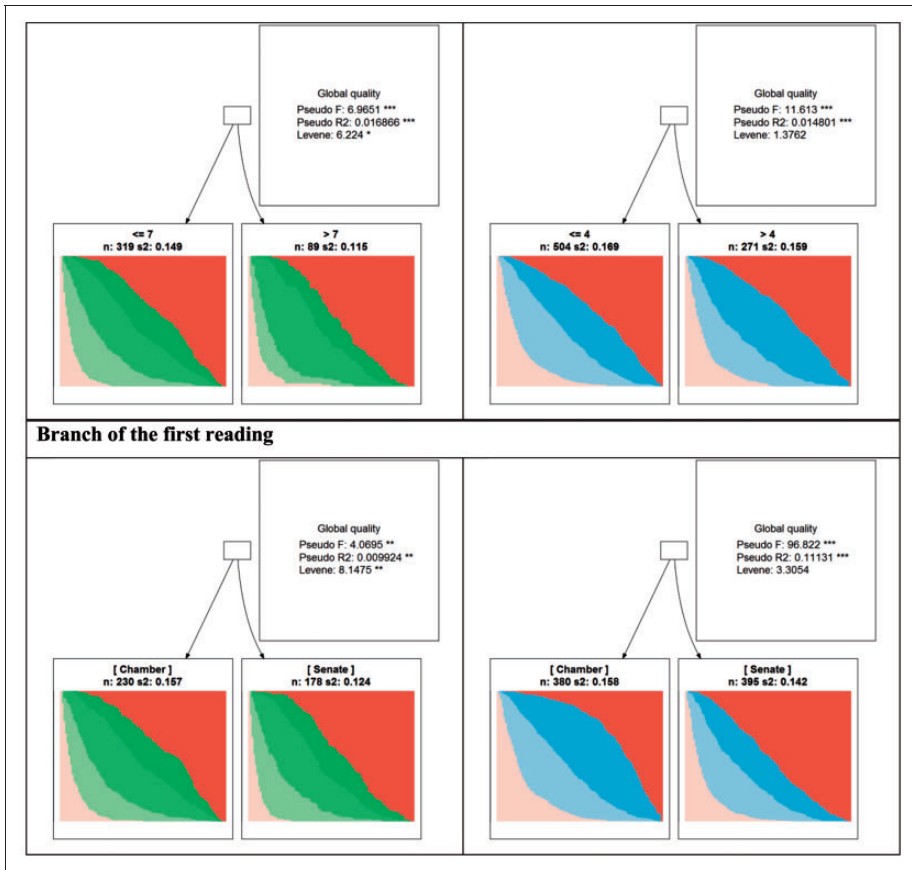 Global quality
Pseudo F: 6.9651 ***
Pseudo R2: 0.016866 ***
Levene: 6.224 *
<= 7
n: 319 s2: 0.149
> 7
n: 89 s2: 0.115
Global quality
Pseudo F: 11.613 ***
Pseudo R2: 0.014801 ***
Levene: 1.3762
<= 4
n: 504 s2: 0.169
> 4
n: 271 s2: 0.159
Branch of the first reading
Global quality
Pseudo F: 4.0695 **
Pseudo R2: 0.009924 **
Levene: 8.1475 **
[ Chamber ]
n: 230 s2: 0.157
[ Senate ]
n: 178 s2: 0.124
Global quality
Pseudo F: 96.822 ***
Pseudo R2: 0.11131 ***
Levene: 3.3054
[ Chamber ]
n: 380 s2: 0.158
[ Senate ]
n: 395 s2: 0.142